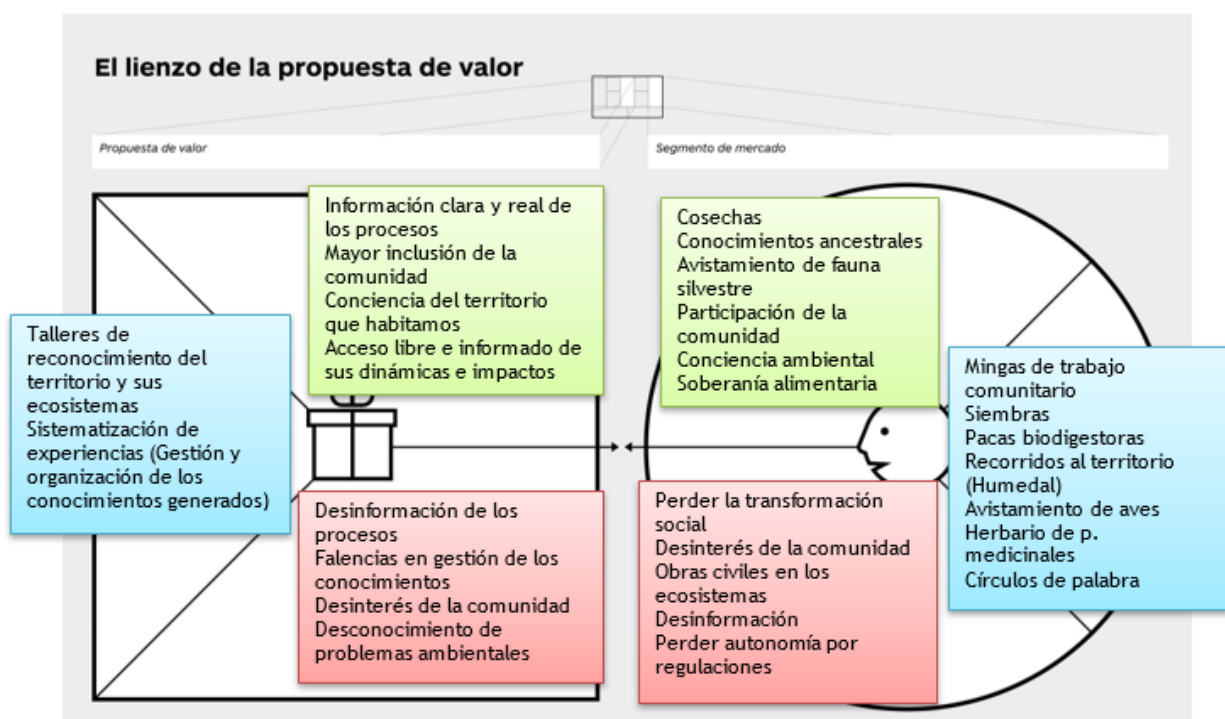 El lienzo de la propuesta de valor
Propuesta de valor
Segmento de mercado
Información clara y real de
los procesos
Mayor inclusión de la
comunidad
Conciencia del territorio
que habitamos
Acceso libre e informado de
sus dinámicas e impactos
Cosechas
Conocimientos ancestrales
Avistamiento de fauna
silvestre
Participación de la
comunidad
Conciencia ambiental
Soberanía alimentaria
Talleres de
reconocimiento del
territorio y sus
ecosistemas
Sistematización de
experiencias (Gestión y
organización de los
conocimientos generados)
Mingas de trabajo
comunitario
Siembras
Pacas biodigestoras
Recorridos al territorio
(Humedal)
Avistamiento de aves
Herbario de p.
medicinales
Círculos de palabra
Desinformación de los
procesos
Falencias en gestión de los
conocimientos
Desinterés de la comunidad
Desconocimiento de
problemas ambientales
Perder la transformación
social
Desinterés de la comunidad
Obras civiles en los
ecosistemas
Desinformación
Perder autonomía por
regulaciones